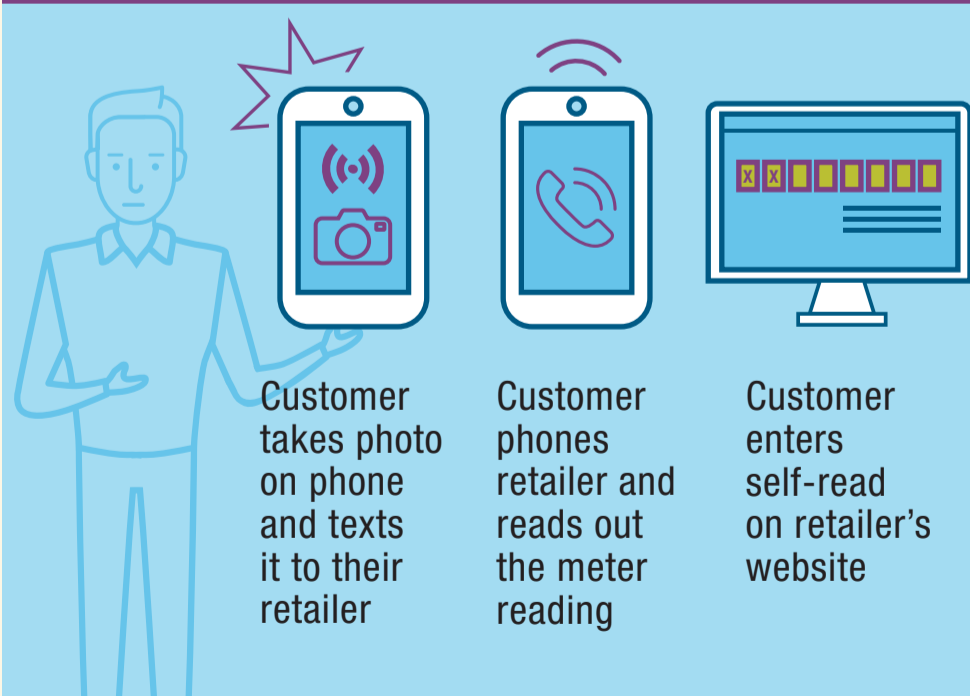 x x
Customer
takes photo
on phone
and texts
it to their
retailer
Customer
phones
retailer and
reads out
the meter
reading
Customer
enters
self-read
on retailer’s
website